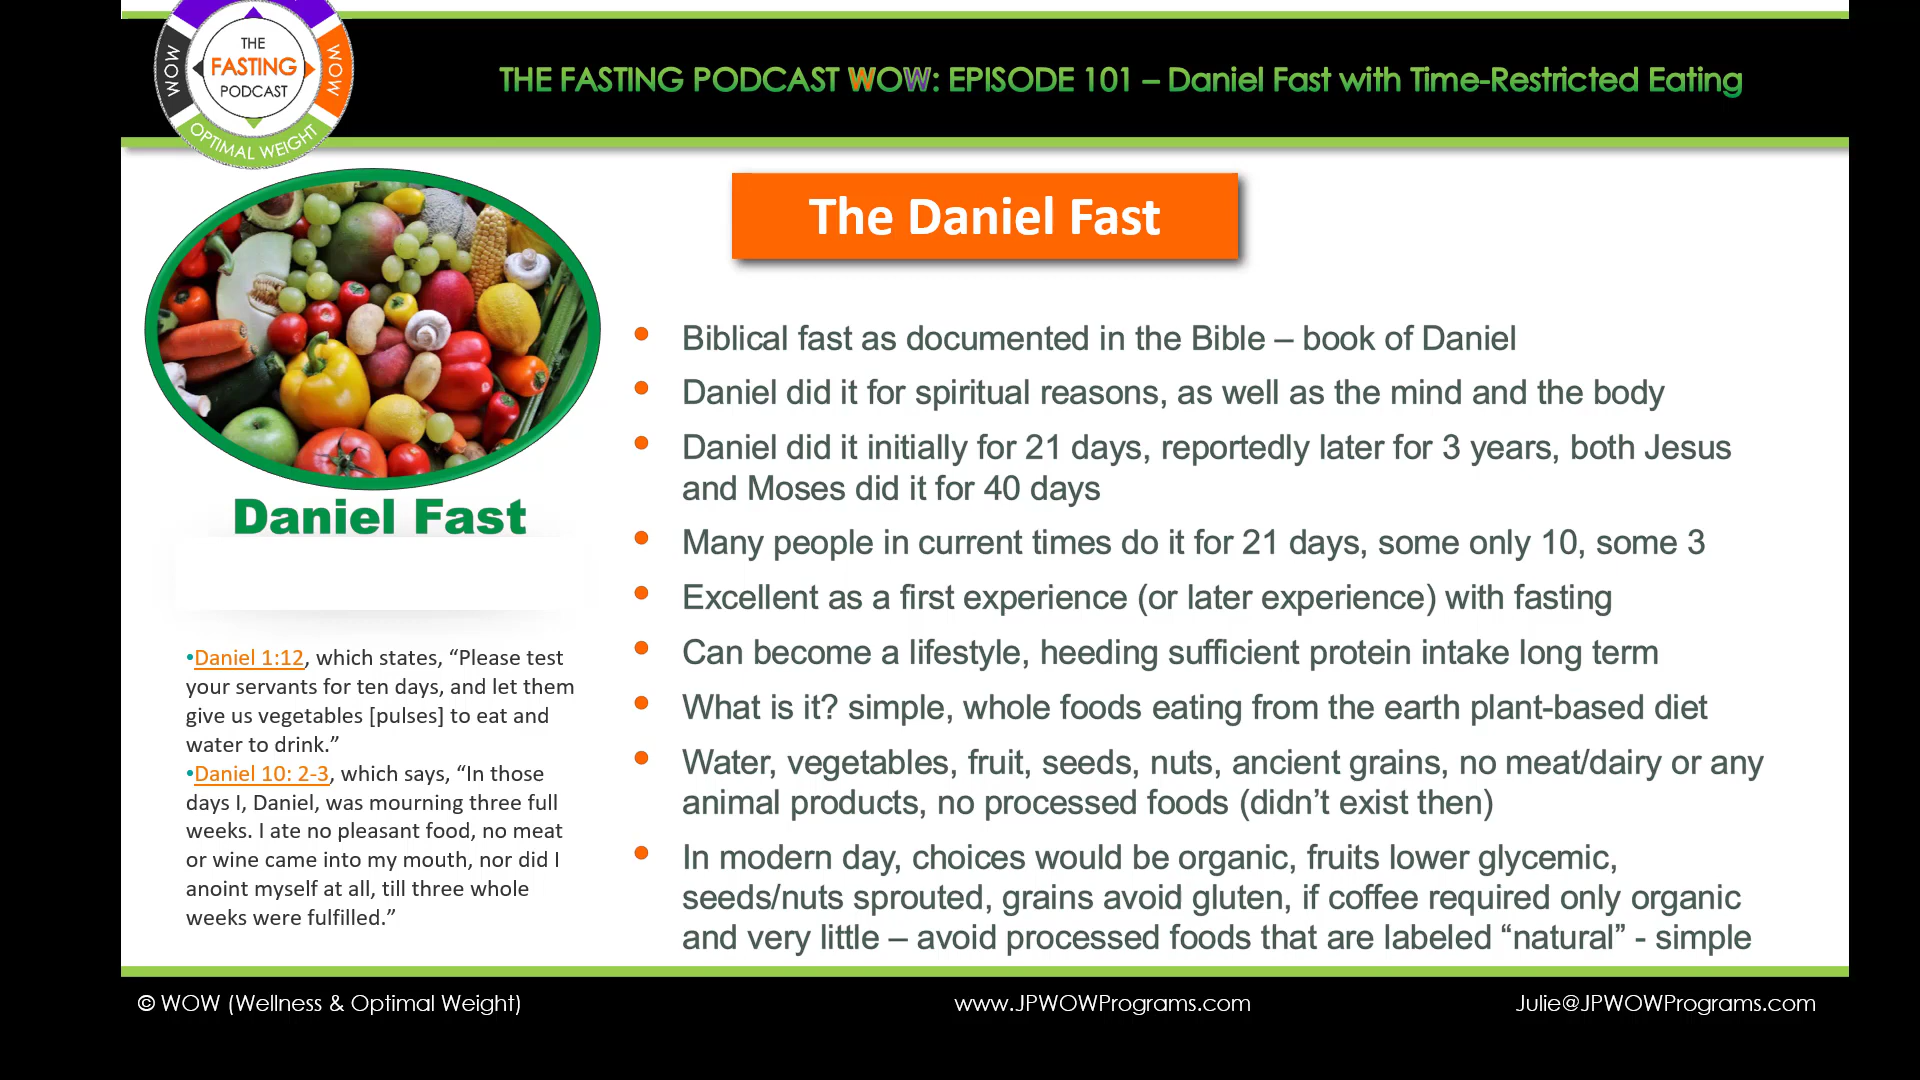 THE
FASTING
PODCAST
WOW
WOW
OPTIMAL WEIGHT
THE FASTING PODCAST WOW: EPISODE 101 – Daniel Fast with Time-Restricted Eating
Daniel Fast
•Daniel 1:12, which states, “Please test
your servants for ten days, and let them
give us vegetables [pulses] to eat and
water to drink.”
•Daniel 10: 2-3, which says, “In those
days I, Daniel, was mourning three full
weeks. I ate no pleasant food, no meat
or wine came into my mouth, nor did I
anoint myself at all, till three whole
weeks were fulfilled.”
The Daniel Fast
• Biblical fast as documented in the Bible – book of Daniel
• Daniel did it for spiritual reasons, as well as the mind and the body
• Daniel did it initially for 21 days, reportedly later for 3 years, both Jesus
and Moses did it for 40 days
• Many people in current times do it for 21 days, some only 10, some 3
• Excellent as a first experience (or later experience) with fasting
• Can become a lifestyle, heeding sufficient protein intake long term
• What is it? simple, whole foods eating from the earth plant-based diet
• Water, vegetables, fruit, seeds, nuts, ancient grains, no meat/dairy or any
animal products, no processed foods (didn’t exist then)
• In modern day, choices would be organic, fruits lower glycemic,
seeds/nuts sprouted, grains avoid gluten, if coffee required only organic
and very little – avoid processed foods that are labeled “natural” - simple
© WOW (Wellness & Optimal Weight)
www.JPWOWPrograms.com
Julie@JPWOWPrograms.com